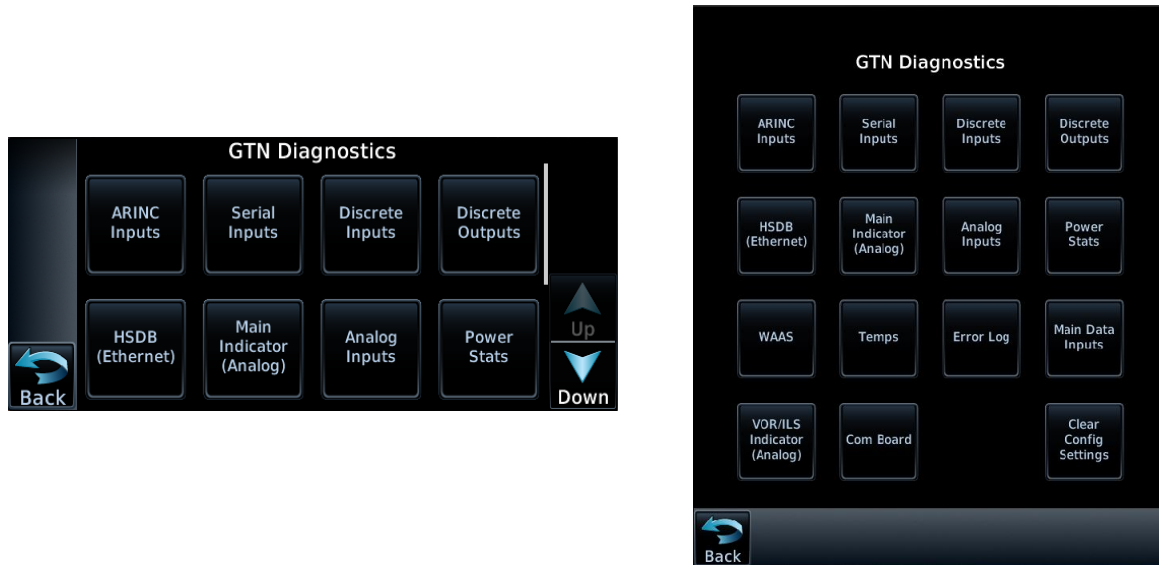 GTN Diagnostics
ARINC
Inputs
Serial
Inputs
Discrete
Inputs
Discrete
Outputs
HSDB
(Ethernet)
Main
Indicator
(Analog)
Analog
Inputs
Power
Stats
Up
Down
Back
GTN Diagnostics
ARINC
Inputs
Serial
Inputs
Discrete
Inputs
Discrete
Outputs
HSDB
(Ethernet)
Main
Indicator
(Analog)
Analog
Inputs
Power
Stats
WAAS
Temps
Error Log
Main Data
Inputs
VOR/ILS
Indicator
(Analog)
Com Board
Clear
Config
Settings
Back